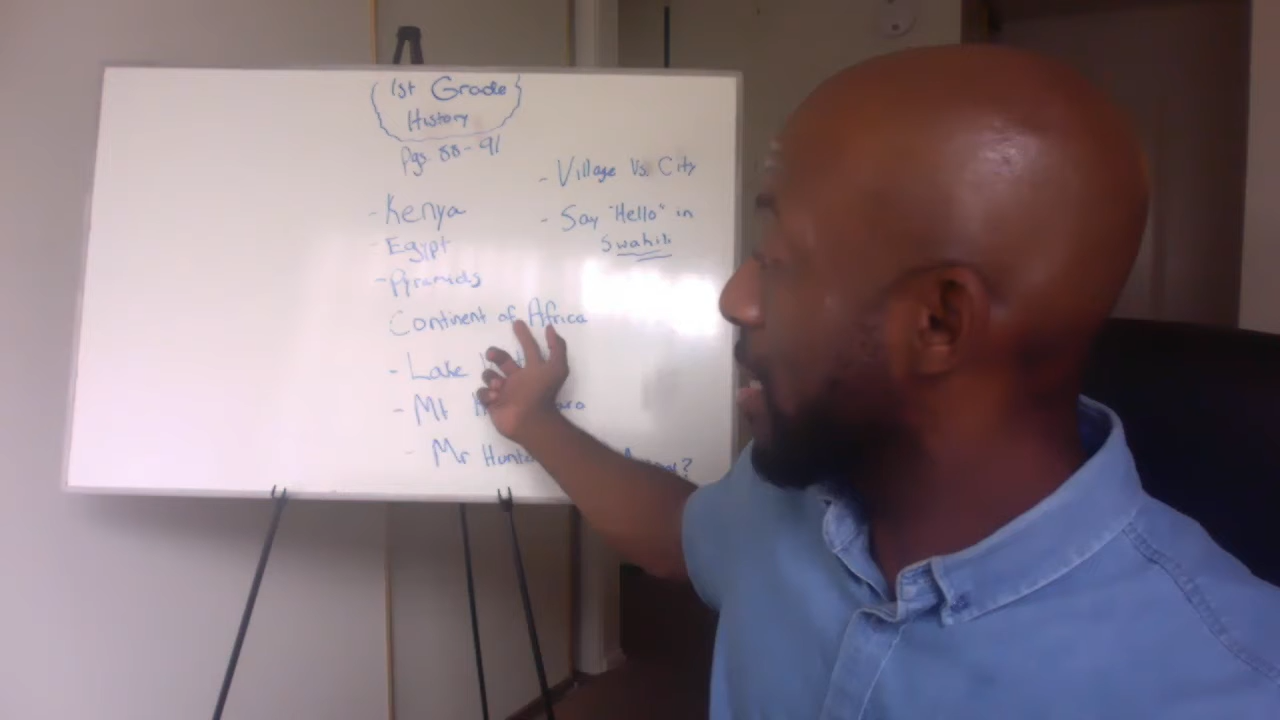 1st Grade
History
Pgs. 88-91
- Kenya
- Egypt
- Pyramids
Continent of Africa
- Lake
- Mt
- Mr
- Village Vs. City
- Say "Hello" in
Swahili